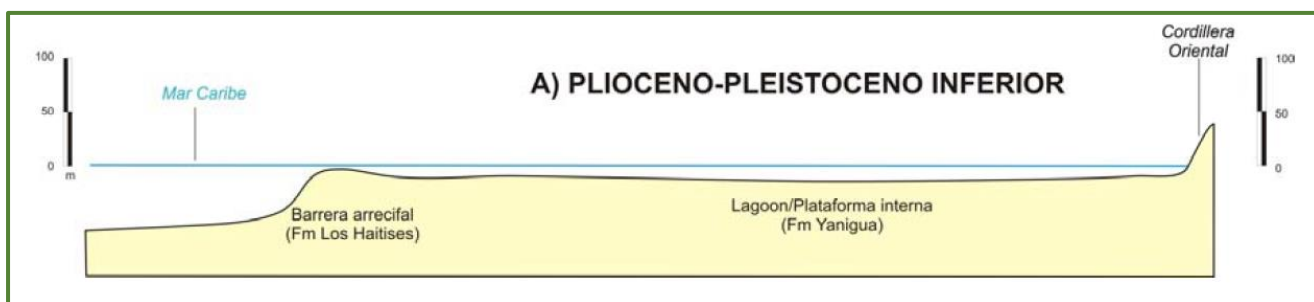 Cordillera
Oriental
100
50
0
m
Mar Caribe
A) PLIOCENO-PLEISTOCENO INFERIOR
100
50
0
Barrera arrecifal
(Fm Los Haitises)
Lagoon/Plataforma interna
(Fm Yanigua)